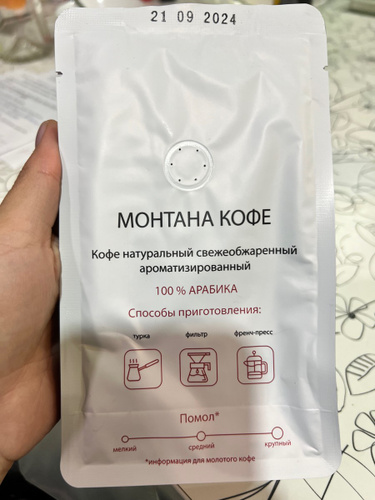 21 09 2024
МОНТАНА КОФЕ
Кофе натуральный свежеобжаренный
ароматизированный
100 % АРАБИКА
Способы приготовления:
турка фильтр френч-пресс
Помол*
мелкий средний крупный
*информация для молотого кофе